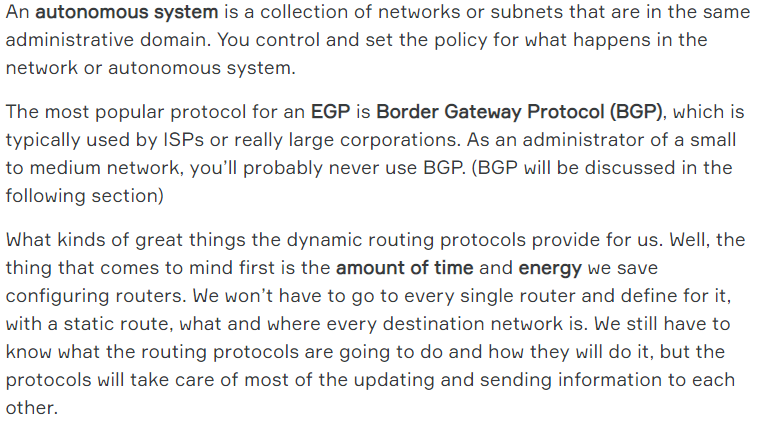 An autonomous system is a collection of networks or subnets that are in the same
administrative domain. You control and set the policy for what happens in the
network or autonomous system.
The most popular protocol for an EGP is Border Gateway Protocol (BGP), which is
typically used by ISPs or really large corporations. As an administrator of a small
to medium network, you’ll probably never use BGP. (BGP will be discussed in the
following section)
What kinds of great things the dynamic routing protocols provide for us. Well, the
thing that comes to mind first is the amount of time and energy we save
configuring routers. We won’t have to go to every single router and define for it,
with a static route, what and where every destination network is. We still have to
know what the routing protocols are going to do and how they will do it, but the
protocols will take care of most of the updating and sending information to each
other.